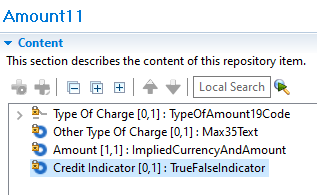 Amount11
Content
This section describes the content of this repository item.
Local Search
Type Of Charge [0,1] : TypeOfAmount19Code
Other Type Of Charge [0,1] : Max35Text
Amount [1,1] : ImpliedCurrencyAndAmount
Credit Indicator [0,1] : TrueFalseIndicator